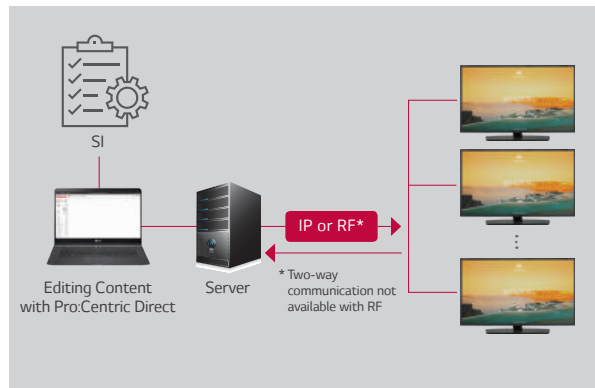 SI
Editing Content
with Pro:Centric Direct
Server
IP or RF*
* Two-way
communication not
available with RF